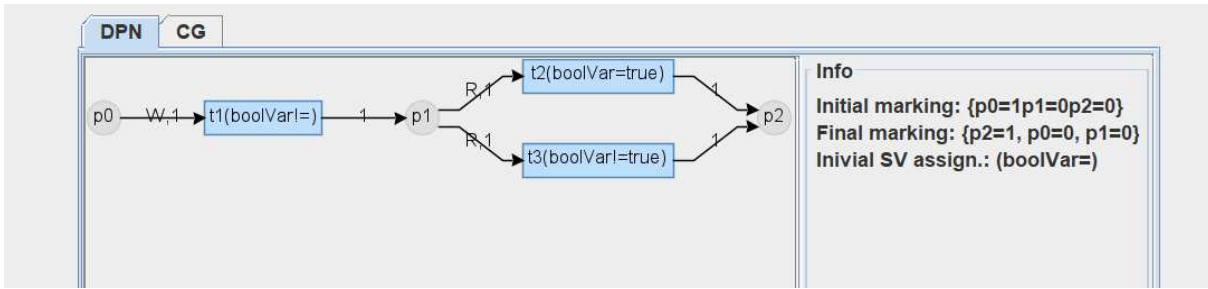 DPN CG
p0 W,1 t1(boolVar!=) 1 p1 R,1 t2(boolVar=true) 1 p2
R,1 t3(boolVar!=true) 1
Info
Initial marking: {p0=1p1=0p2=0}
Final marking: {p2=1, p0=0, p1=0}
Inivial SV assign.: (boolVar=)